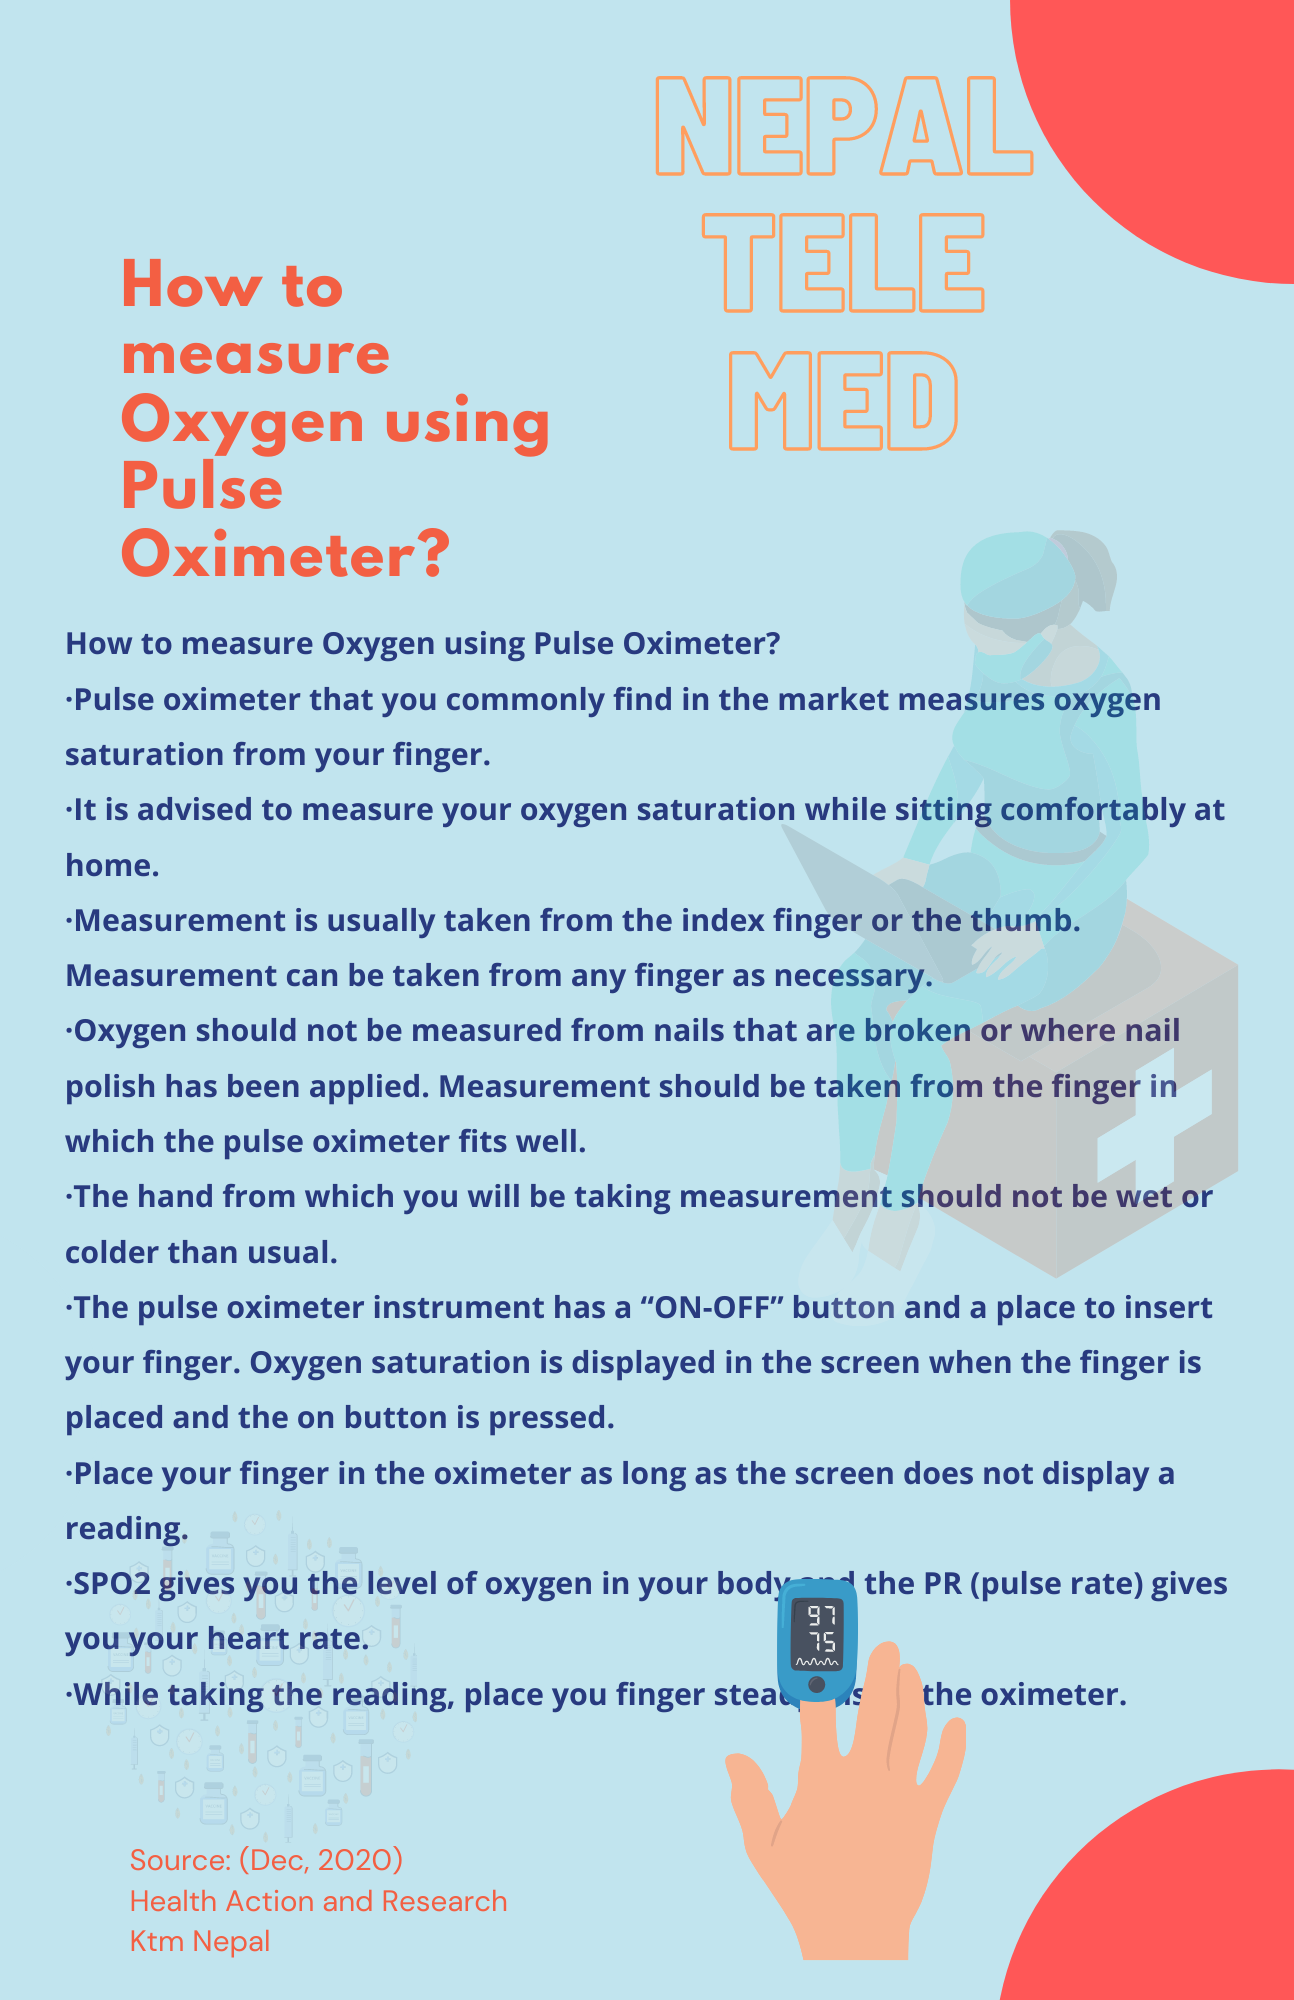 NEPAL
TELE
MED
How to
measure
Oxygen using
Pulse
Oximeter?
How to measure Oxygen using Pulse Oximeter?
·Pulse oximeter that you commonly find in the market measures oxygen
saturation from your finger.
·It is advised to measure your oxygen saturation while sitting comfortably at
home.
·Measurement is usually taken from the index finger or the thumb.
Measurement can be taken from any finger as necessary.
·Oxygen should not be measured from nails that are broken or where nail
polish has been applied. Measurement should be taken from the finger in
which the pulse oximeter fits well.
·The hand from which you will be taking measurement should not be wet or
colder than usual.
·The pulse oximeter instrument has a “ON-OFF” button and a place to insert
your finger. Oxygen saturation is displayed in the screen when the finger is
placed and the on button is pressed.
·Place your finger in the oximeter as long as the screen does not display a
reading.
·SPO2 gives you the level of oxygen in your body and the PR (pulse rate) gives
you your heart rate.
97
75
·While taking the reading, place you finger the oximeter.
Source: (Dec, 2020)
Health Action and Research
Ktm Nepal